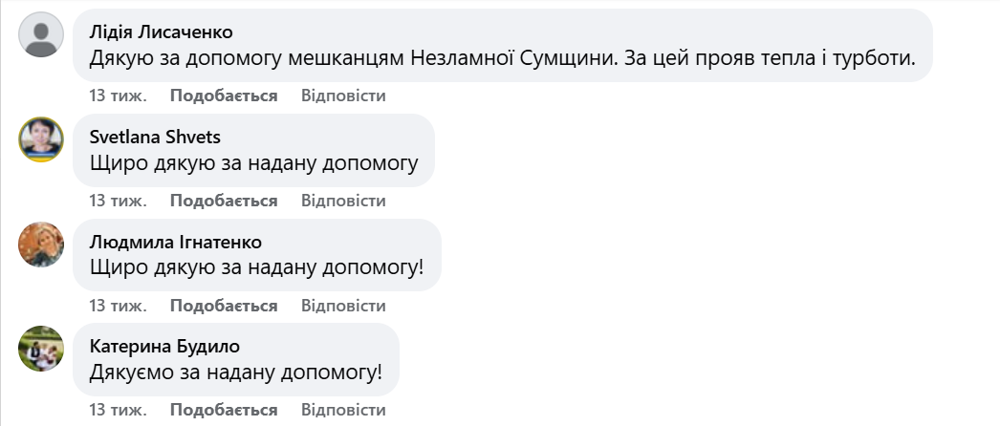 Лідія Лисаченко
Дякую за допомогу мешканцям Незламної Сумщини. За цей прояв тепла і турботи.
13 тиж. Подобається Відповісти
Svetlana Shvets
Щиро дякую за надану допомогу
13 тиж. Подобається Відповісти
Людмила Ігнатенко
Щиро дякую за надану допомогу!
13 тиж. Подобається Відповісти
Катерина Будило
Дякуємо за надану допомогу!
13 тиж. Подобається Відповісти